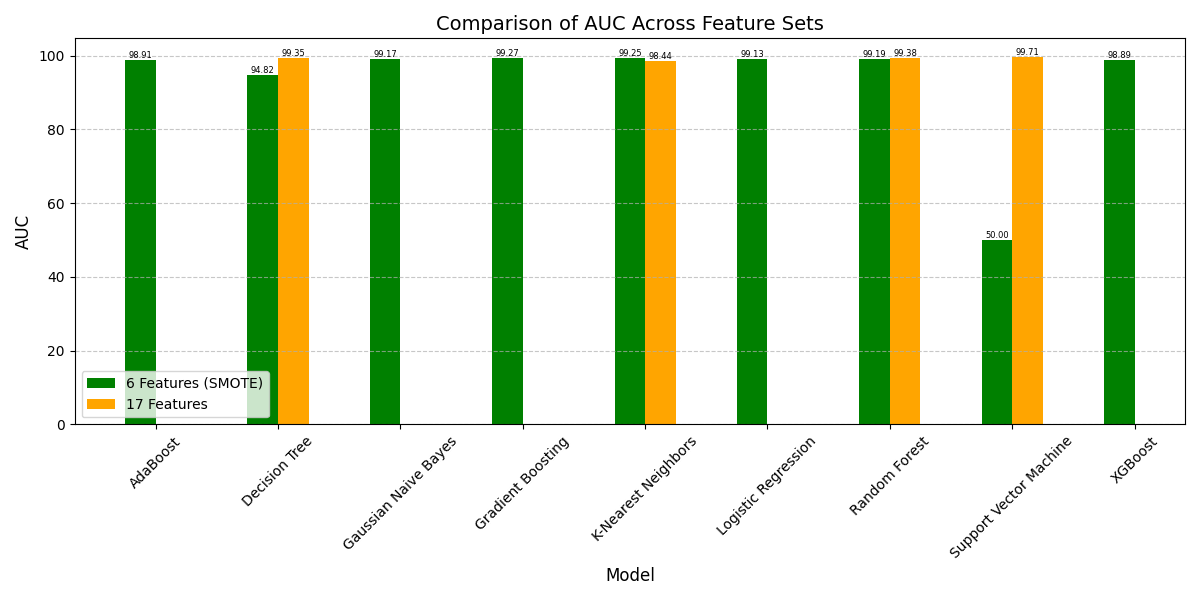 Comparison of AUC Across Feature Sets
AUC
100
80
60
40
20
0
98.91
94.82
99.35
99.17
99.27
99.25
98.44
99.13
99.19
99.38
50.00
99.71
98.89
6 Features (SMOTE)
17 Features
AdaBoost
Decision Tree
Gaussian Naive Bayes
Gradient Boosting
K-Nearest Neighbors
Logistic Regression
Random Forest
Support Vector Machine
XGBoost
Model